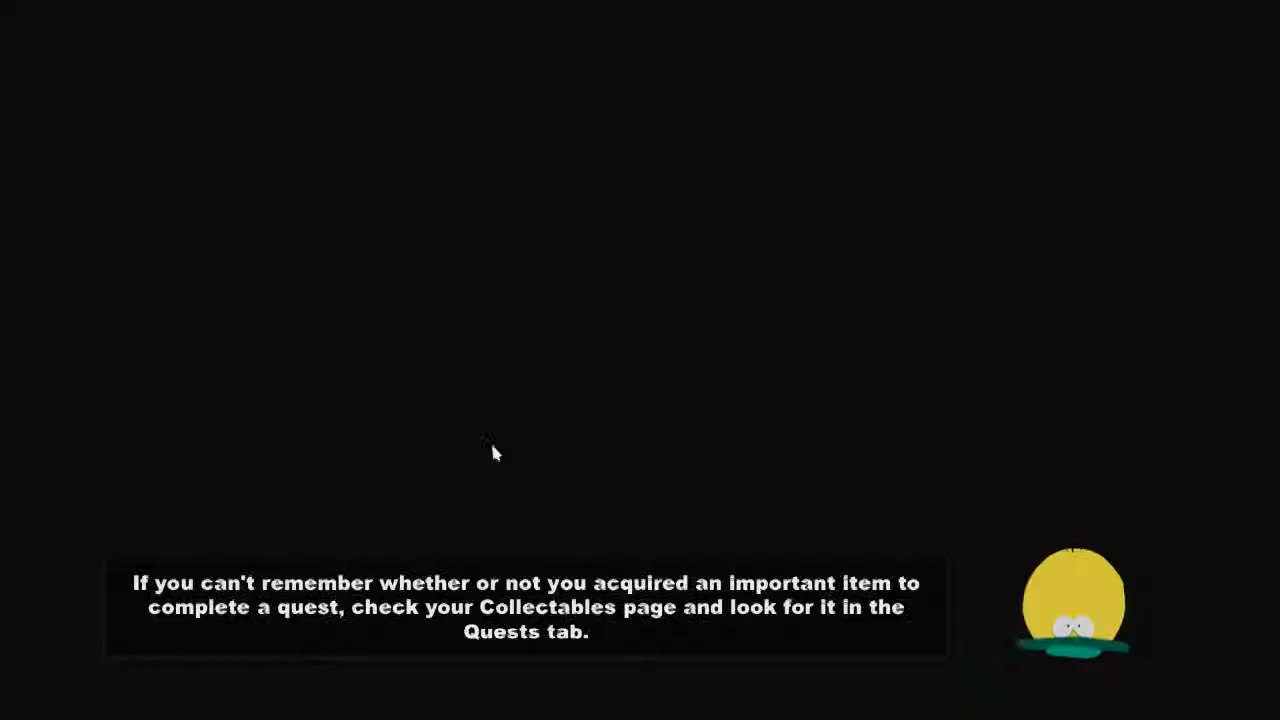 If you can't remember whether or not you acquired an important item to
complete a quest, check your Collectables page and look for it in the
Quests tab.